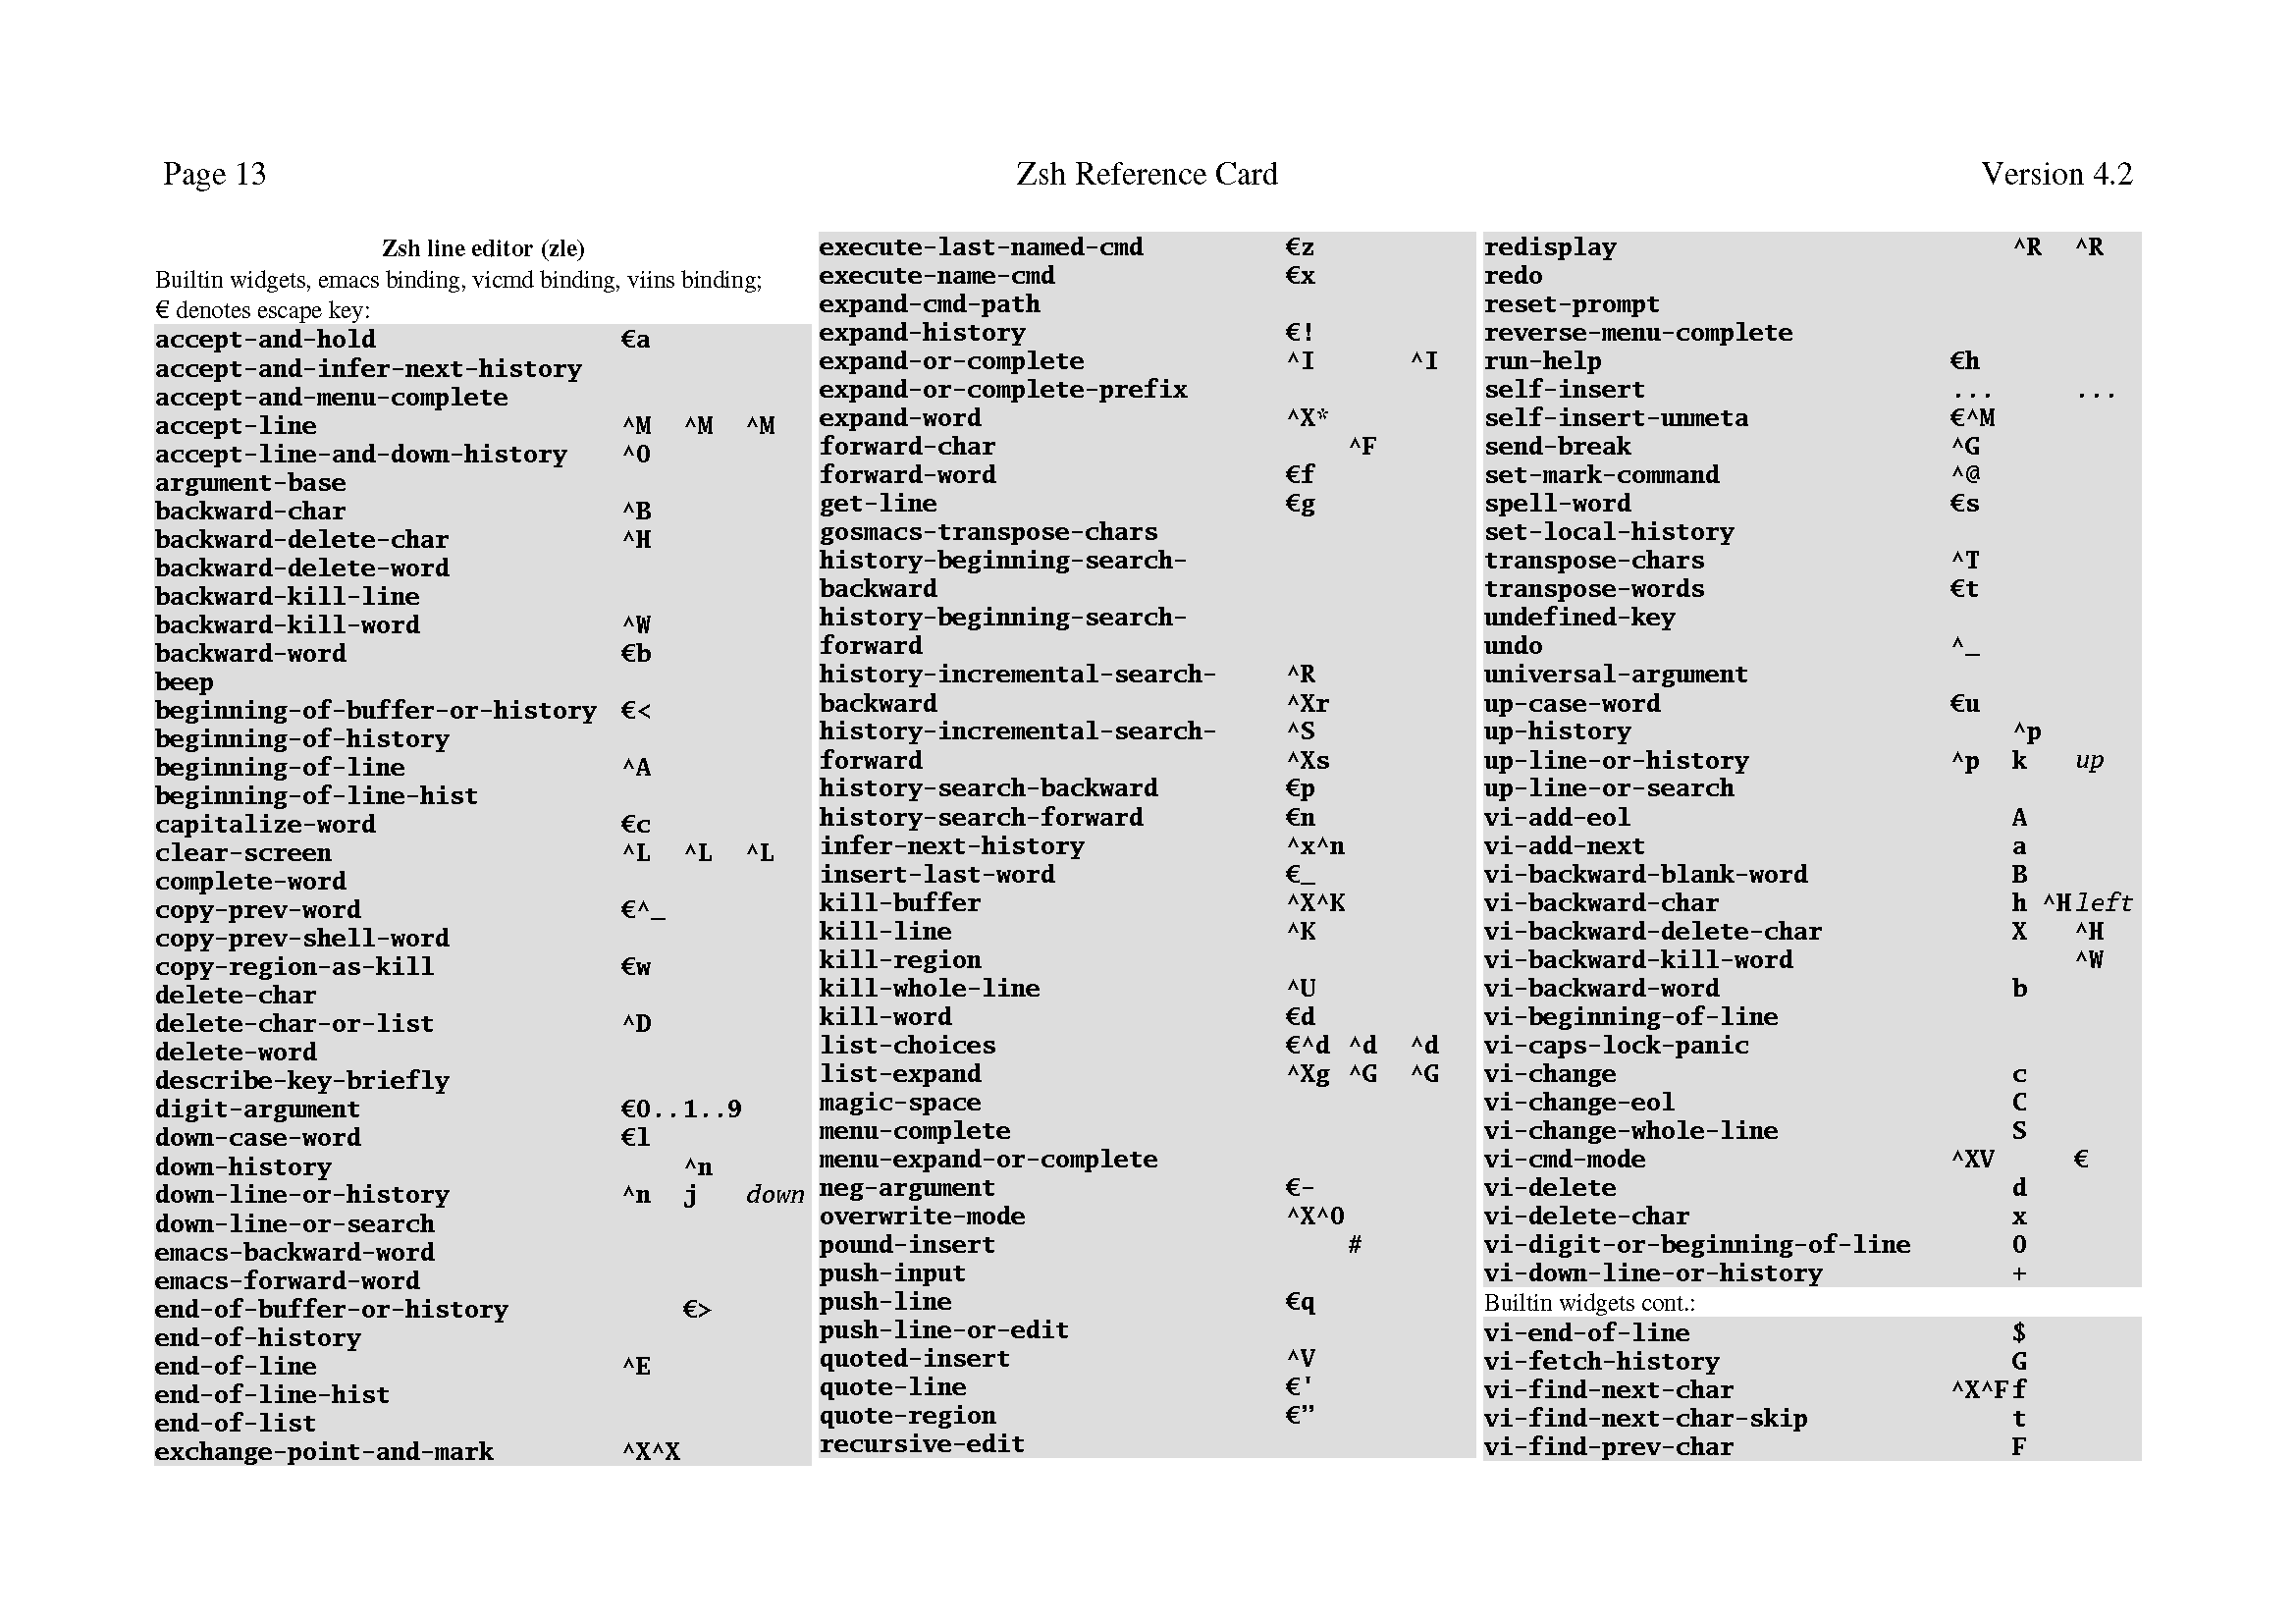 Page 13
Zsh Reference Card
Version 4.2
Zsh line editor (zle)
Builtin widgets, emacs binding, vicmd binding, viins binding;
€ denotes escape key:
accept-and-hold €a
accept-and-infer-next-history
accept-and-menu-complete
accept-line ^M ^M ^M
accept-line-and-down-history ^O
argument-base
backward-char ^B
backward-delete-char ^H
backward-delete-word
backward-kill-line
backward-kill-word ^W
backward-word €b
beep
beginning-of-buffer-or-history €<
beginning-of-history
beginning-of-line ^A
beginning-of-line-hist
capitalize-word €c
clear-screen ^L ^L ^L
complete-word
copy-prev-word €^_
copy-prev-shell-word
copy-region-as-kill €w
delete-char
delete-char-or-list ^D
delete-word
describe-key-briefly
digit-argument €0..1..9
down-case-word €l
down-history ^n
down-line-or-history ^n j down
down-line-or-search
emacs-backward-word
emacs-forward-word
end-of-buffer-or-history €>
end-of-history
end-of-line ^E
end-of-line-hist
end-of-list
exchange-point-and-mark ^X^X
execute-last-named-cmd €z
execute-name-cmd €x
expand-cmd-path
expand-history €!
expand-or-complete ^I ^I
expand-or-complete-prefix
expand-word ^X*
forward-char ^F
forward-word €f
get-line €g
gosmacs-transpose-chars
history-beginning-search-
backward
history-beginning-search-
forward
history-incremental-search- ^R
backward ^Xr
history-incremental-search- ^S
forward ^Xs
history-search-backward €p
history-search-forward €n
infer-next-history ^x^n
insert-last-word €_
kill-buffer ^X^K
kill-line ^K
kill-region
kill-whole-line ^U
kill-word €d
list-choices €^d ^d ^d
list-expand ^Xg ^G ^G
magic-space
menu-complete
menu-expand-or-complete
neg-argument €-
overwrite-mode ^X^O
pound-insert #
push-input
push-line €q
push-line-or-edit
quoted-insert ^V
quote-line €'
quote-region €”
recursive-edit
redisplay ^R ^R
redo
reset-prompt
reverse-menu-complete
run-help €h
self-insert ... ...
self-insert-unmeta €^M
send-break ^G
set-mark-command ^@
spell-word €s
set-local-history
transpose-chars ^T
transpose-words €t
undefined-key
undo ^_
universal-argument
up-case-word €u
up-history ^p
up-line-or-history ^p k up
up-line-or-search
vi-add-eol A
vi-add-next a
vi-backward-blank-word B
vi-backward-char h ^H left
vi-backward-delete-char X ^H
vi-backward-kill-word ^W
vi-backward-word b
vi-beginning-of-line
vi-caps-lock-panic
vi-change c
vi-change-eol C
vi-change-whole-line S
vi-cmd-mode ^XV €
vi-delete d
vi-delete-char x
vi-digit-or-beginning-of-line 0
vi-down-line-or-history +
Builtin widgets cont.:
vi-end-of-line $
vi-fetch-history G
vi-find-next-char ^X^F f
vi-find-next-char-skip t
vi-find-prev-char F